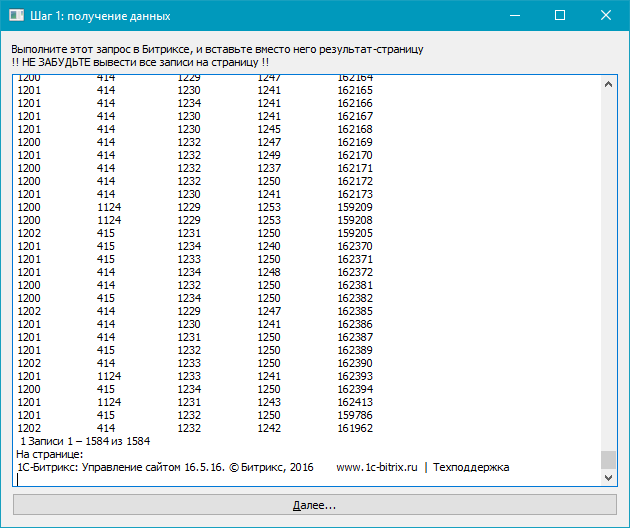 Шаг 1: получение данных
Выполните этот запрос в Битриксе, и вставьте вместо него результат-страницу
!! НЕ ЗАБУДЬТЕ вывести все записи на страницу !!
1200 414 1229 1247 162164
1201 414 1230 1241 162165
1201 414 1234 1241 162166
1201 414 1230 1241 162167
1201 414 1230 1245 162168
1200 414 1232 1247 162169
1201 414 1232 1249 162170
1200 414 1232 1237 162171
1200 414 1232 1250 162172
1201 414 1230 1241 162173
1200 1124 1229 1253 159209
1200 1124 1229 1253 159208
1202 415 1231 1250 159205
1201 415 1234 1240 162370
1201 415 1233 1250 162371
1201 414 1234 1248 162372
1200 414 1232 1250 162381
1200 415 1234 1250 162382
1202 414 1229 1247 162385
1201 414 1230 1241 162386
1201 414 1231 1250 162387
1201 415 1232 1250 162389
1202 414 1233 1250 162390
1201 1124 1233 1241 162393
1200 415 1234 1250 162394
1201 1124 1231 1243 162413
1201 415 1232 1250 159786
1202 414 1232 1242 161962
1 Записи 1 – 1584 из 1584
На странице:
1С-Битрикс: Управление сайтом 16.5.16. © Битрикс, 2016 www.1c-bitrix.ru | Техподдержка
Далее...